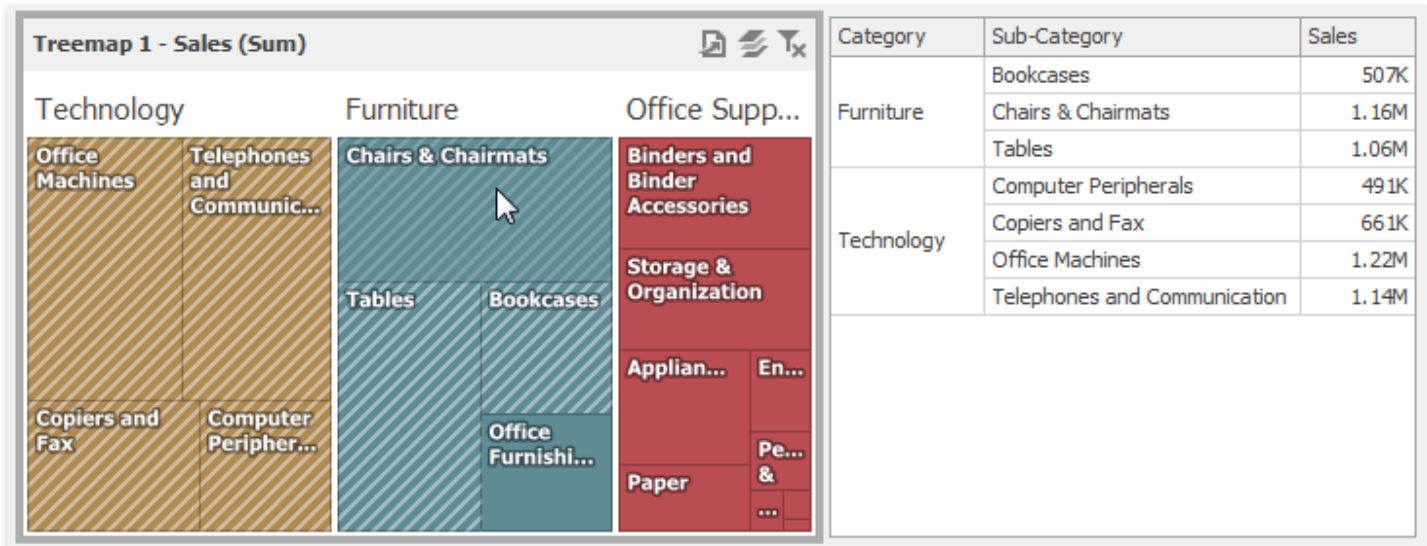 Treemap 1 - Sales (Sum)
Technology
Furniture
Office Supp...
Office
Machines
Telephones
and
Communic...
Copiers and
Fax
Computer
Peripher...
Chairs & Chairmats
Tables
Bookcases
Office
Furnishi...
Binders and
Binder
Accessories
Storage &
Organization
Applian...
En...
Paper
Pe...
&
...
Category Sub-Category Sales
Furniture
Bookcases 507K
Chairs & Chairmats 1.16M
Tables 1.06M
Technology
Computer Peripherals 491K
Copiers and Fax 661K
Office Machines 1.22M
Telephones and Communication 1.14M